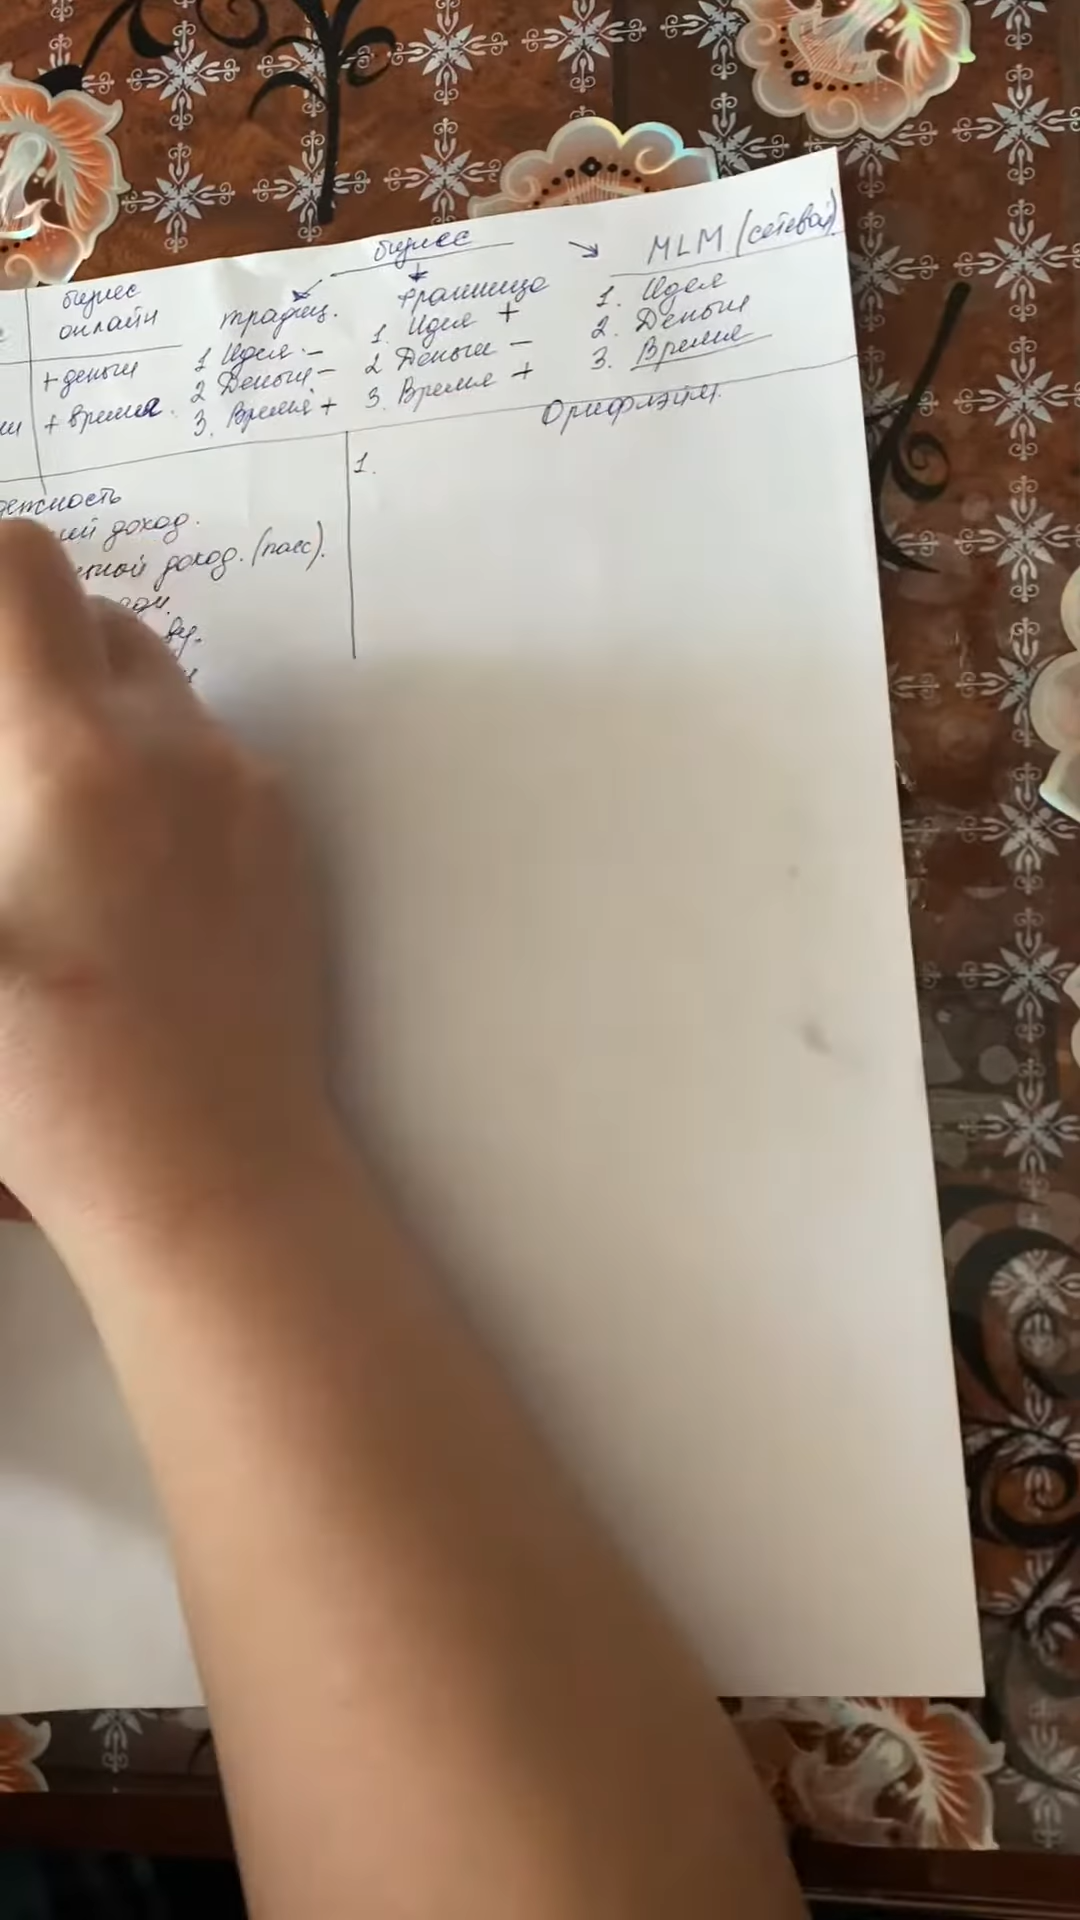 бизнес
MLM (сетевой)
бизнес
онлайн
традиц.
франшиза
1. Идея
+ деньги
1 Идея -
1. Идея +
2. Деньги
+ время.
2 Деньги -
2 Деньги -
3. Время
3. Время +
3. Время +
Орифлэйм.
1.
доход.
доход. (пасс).